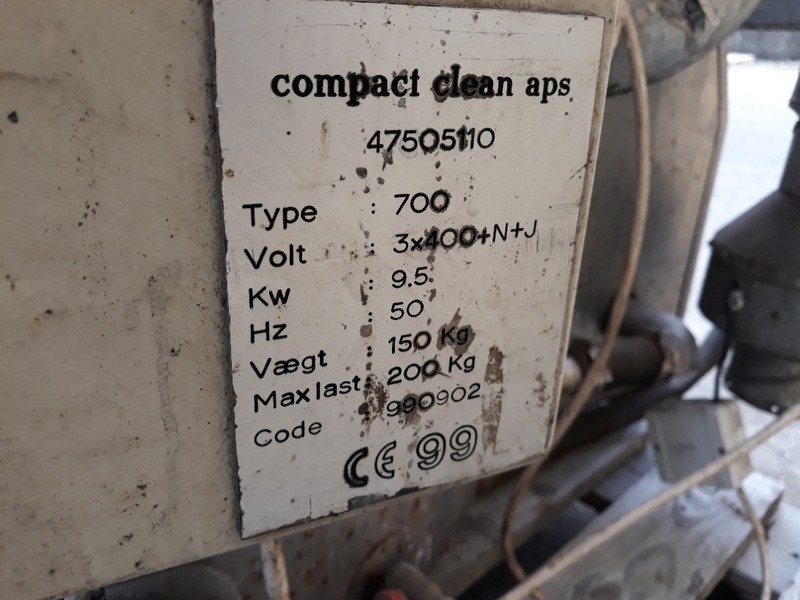 compact clean aps
47505110
Type : 700
Volt : 3x400+N+J
Kw : 9.5
Hz : 50
Vægt : 150 Kg
Max last : 200 Kg
Code : 990902
CE 99